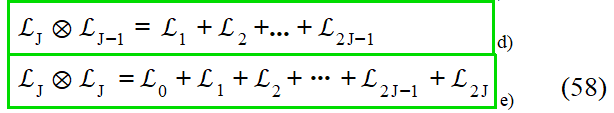 ℒ_J ⊗ ℒ_{J-1} = ℒ_1 + ℒ_2 +...+ ℒ_{2J-1} d)
ℒ_J ⊗ ℒ_J = ℒ_0 + ℒ_1 + ℒ_2 + ··· + ℒ_{2J-1} + ℒ_{2J} e) (58)